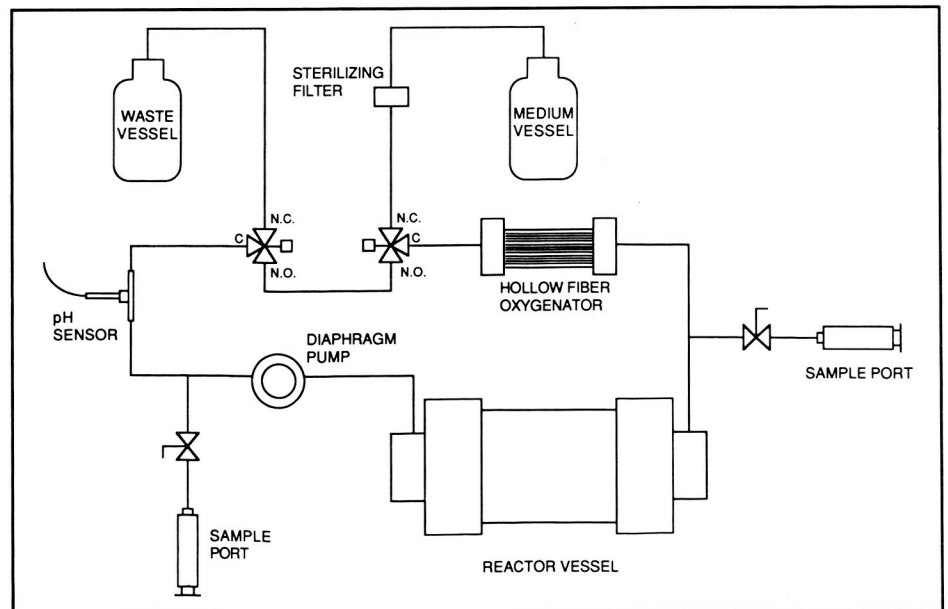 WASTE
VESSEL
STERILIZING
FILTER
MEDIUM
VESSEL
N.C.
C
N.O.
N.C.
C
N.O.
HOLLOW FIBER
OXYGENATOR
pH
SENSOR
DIAPHRAGM
PUMP
SAMPLE PORT
SAMPLE
PORT
REACTOR VESSEL